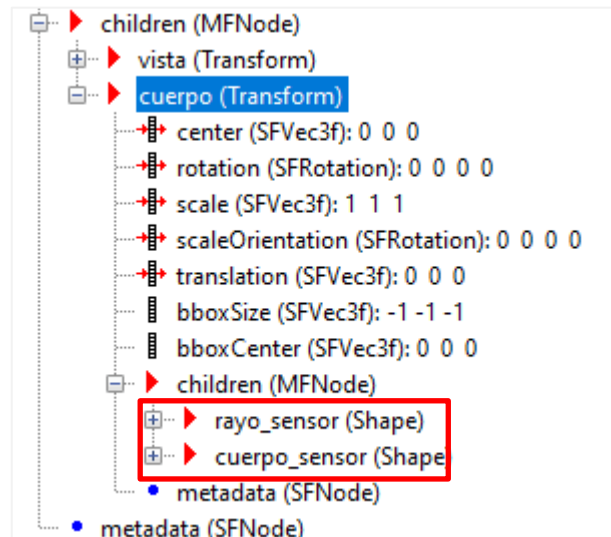 children (MFNode)
vista (Transform)
cuerpo (Transform)
center (SFVec3f): 0 0 0
rotation (SFRotation): 0 0 0 0
scale (SFVec3f): 1 1 1
scaleOrientation (SFRotation): 0 0 0 0
translation (SFVec3f): 0 0 0
bboxSize (SFVec3f): -1 -1 -1
bboxCenter (SFVec3f): 0 0 0
children (MFNode)
rayo_sensor (Shape)
cuerpo_sensor (Shape
metadata (SFNode)
metadata (SFNode)